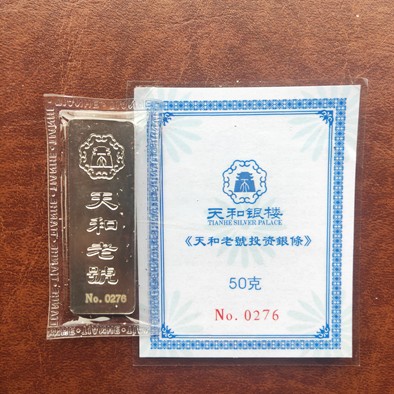 天
和
老
號
No. 0276
天和银楼
TIANHE SILVER PALACE
《天和老號投资銀條》
50克
No. 0276